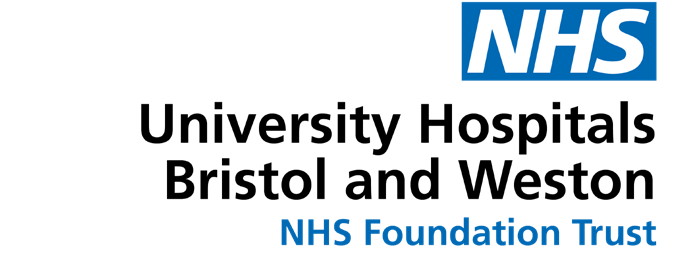 NHS
University Hospitals
Bristol and Weston
NHS Foundation Trust